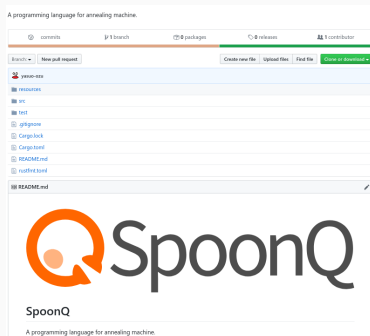 A programming language for annealing machine.
commits 1 branch 0 packages 0 releases 1 contributor
Branch: New pull request Create new file Upload files Find file Clone or download
yasuo-ozu
resources
src
test
.gitignore
Cargo.lock
Cargo.toml
README.md
rustfmt.toml
README.md
SpoonQ
SpoonQ
A programming language for annealing machine.